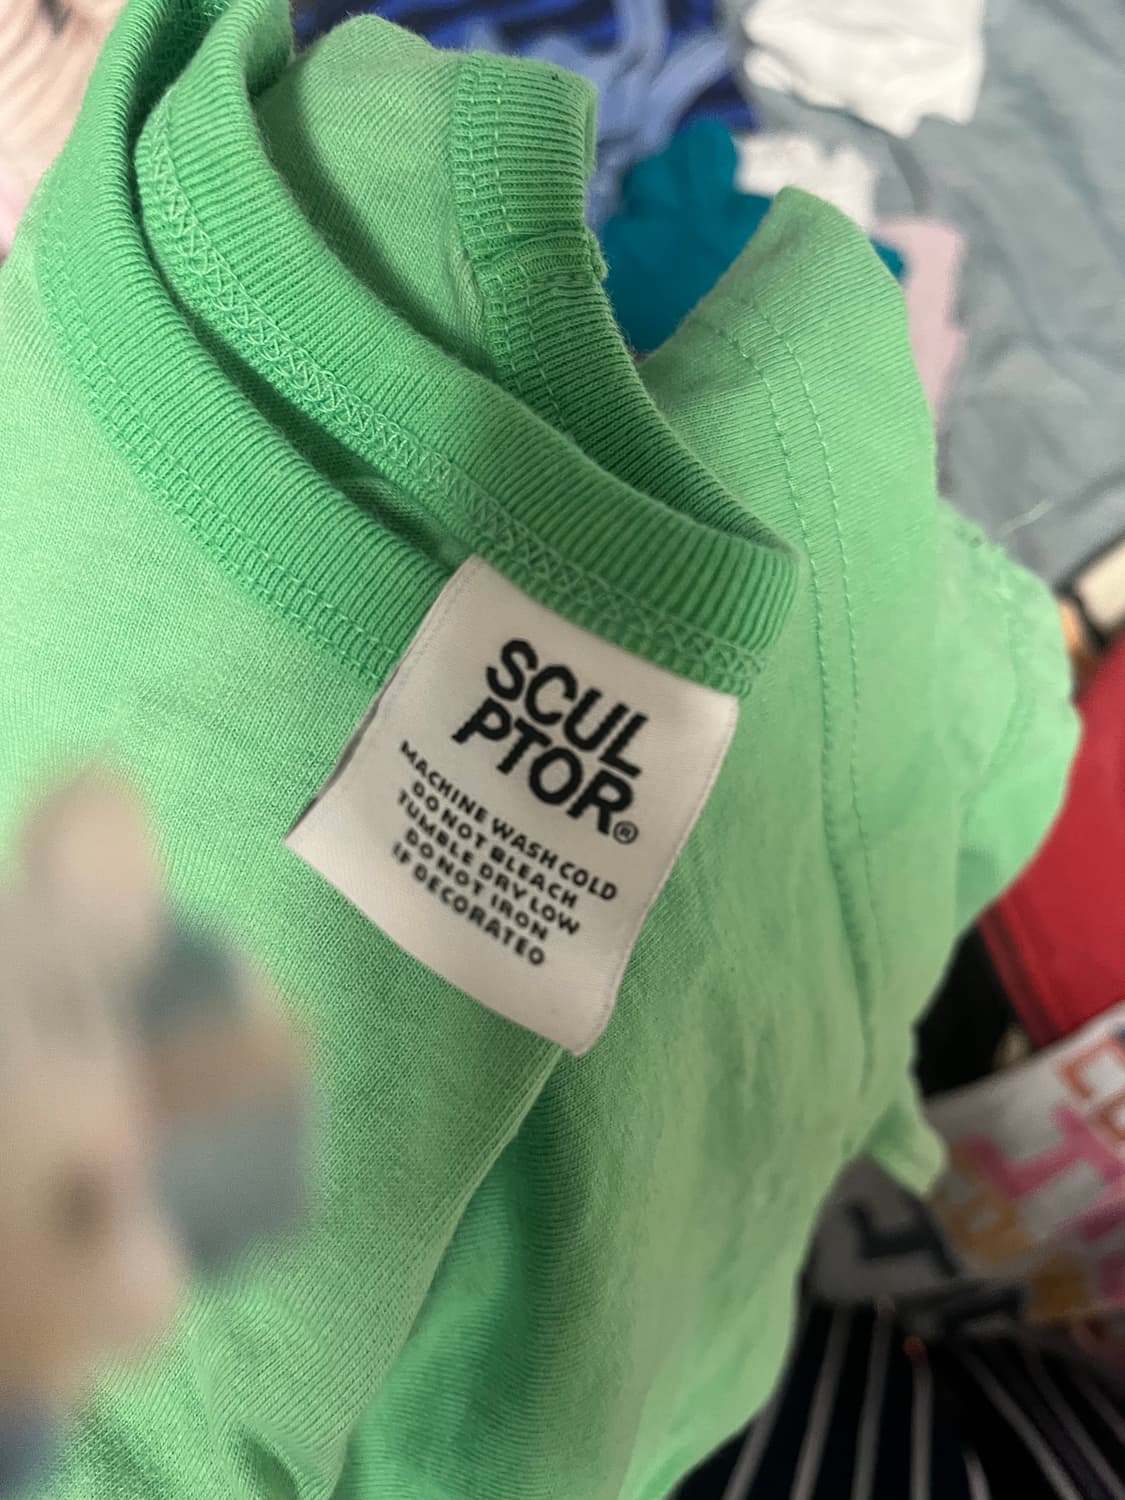 SCUL
PTOR®
MACHINE WASH COLD
DO NOT BLEACH
TUMBLE DRY LOW
DO NOT IRON
IF DECORATED